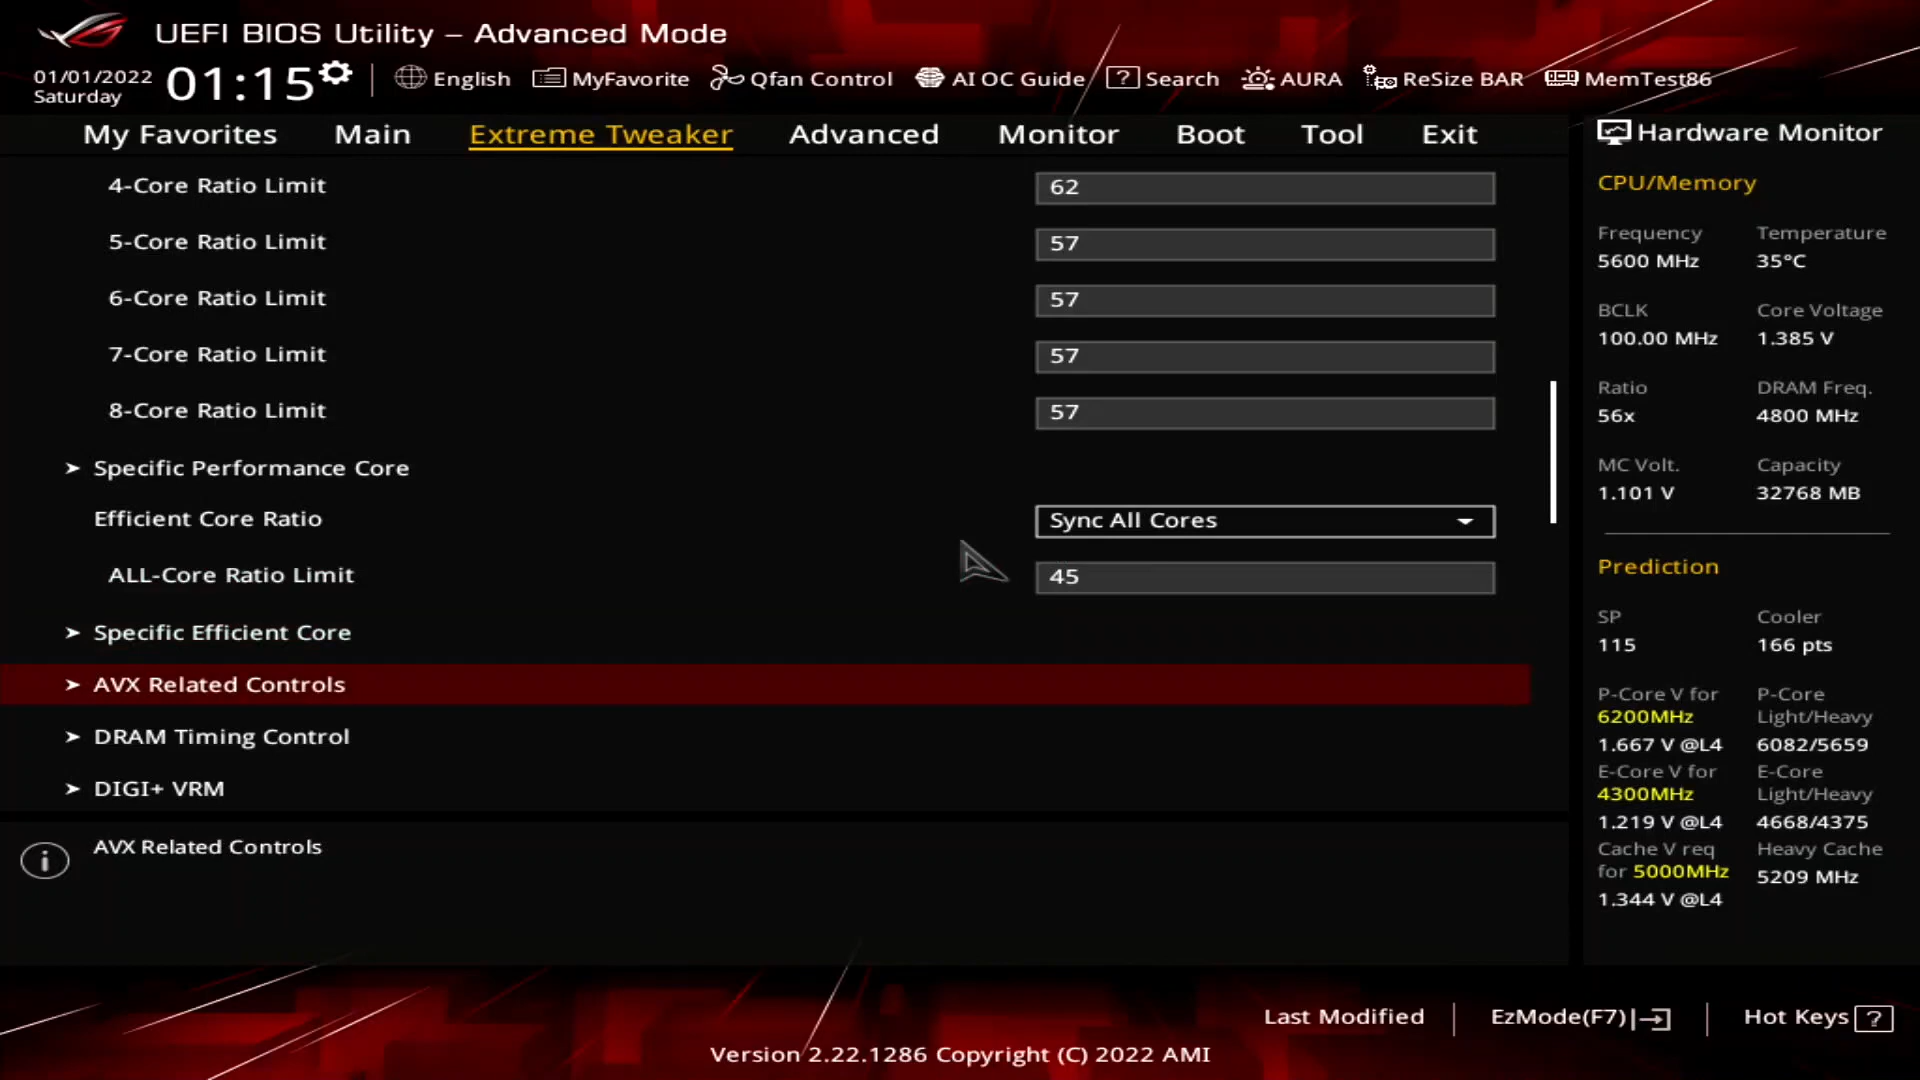 UEFI BIOS Utility – Advanced Mode
01/01/2022
Saturday
01:15
English
MyFavorite
Qfan Control
AI OC Guide
? Search
AURA
ReSize BAR
MemTest86
My Favorites
Main
Extreme Tweaker
Advanced
Monitor
Boot
Tool
Exit
4-Core Ratio Limit 62
5-Core Ratio Limit 57
6-Core Ratio Limit 57
7-Core Ratio Limit 57
8-Core Ratio Limit 57
Specific Performance Core
Efficient Core Ratio Sync All Cores
ALL-Core Ratio Limit 45
Specific Efficient Core
AVX Related Controls
DRAM Timing Control
DIGI+ VRM
i AVX Related Controls
Hardware Monitor
CPU/Memory
Frequency Temperature
5600 MHz 35°C
BCLK Core Voltage
100.00 MHz 1.385 V
Ratio DRAM Freq.
56x 4800 MHz
MC Volt. Capacity
1.101 V 32768 MB
Prediction
SP Cooler
115 166 pts
P-Core V for P-Core
6200MHz Light/Heavy
1.667 V @L4 6082/5659
E-Core V for E-Core
4300MHz Light/Heavy
1.219 V @L4 4668/4375
Cache V req Heavy Cache
for 5000MHz 5209 MHz
1.344 V @L4
Last Modified
EzMode(F7)
Hot Keys ?
Version 2.22.1286 Copyright (C) 2022 AMI